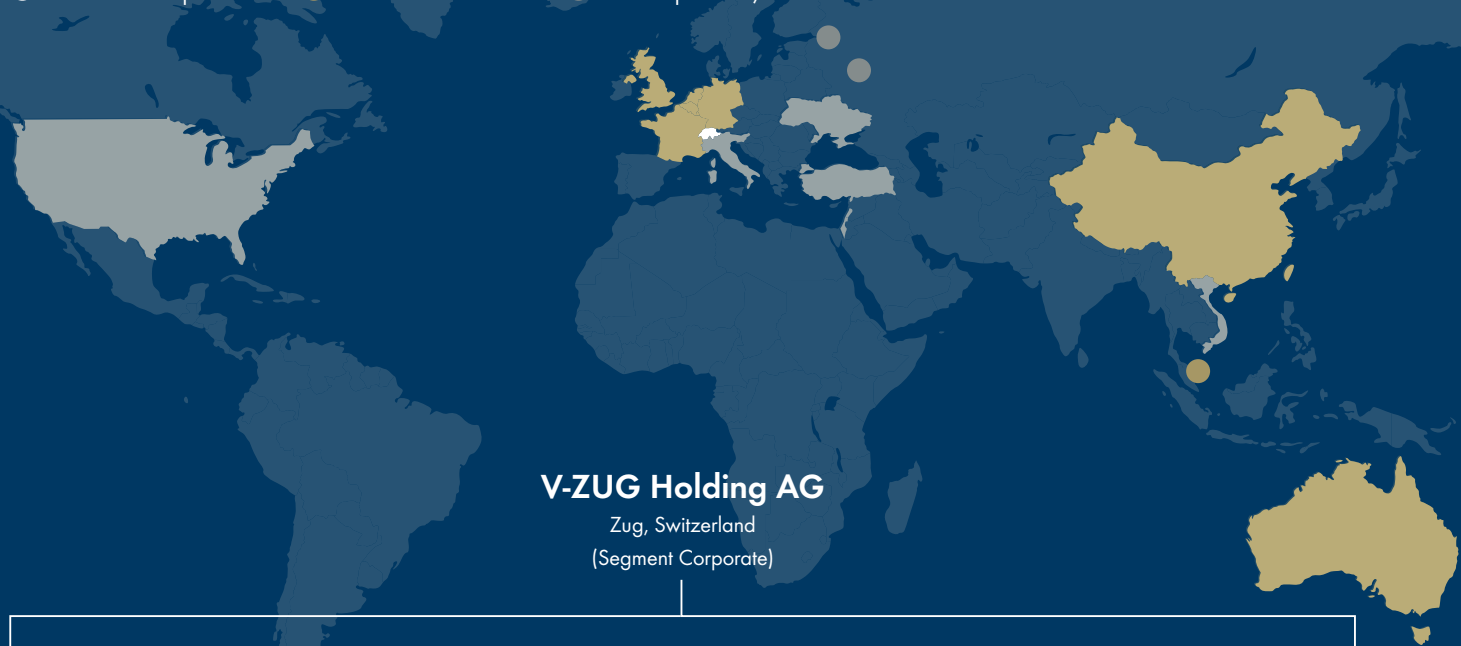 V-ZUG Holding AG
Zug, Switzerland
(Segment Corporate)